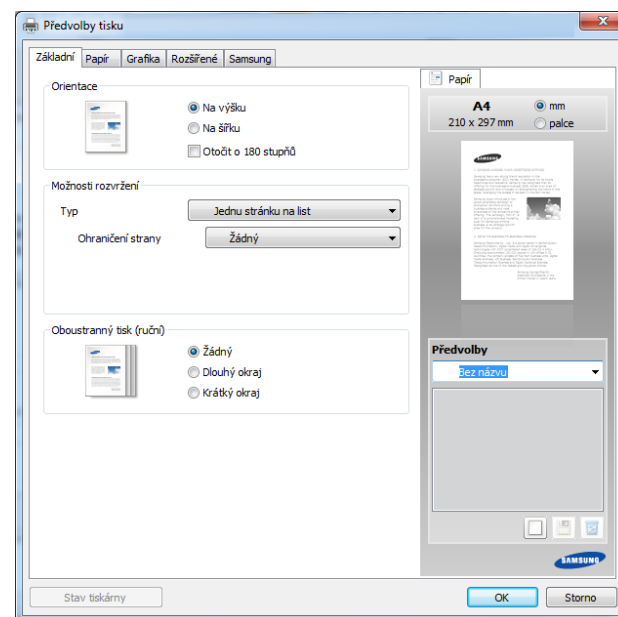 Předvolby tisku
Základní Papír Grafika Rozšířené Samsung
Orientace
Na výšku
Na šířku
Otočit o 180 stupňů
Možnosti rozvržení
Typ Jednu stránku na list
Ohraničení strany Žádný
Oboustranný tisk (ruční)
Žádný
Dlouhý okraj
Krátký okraj
Papír
A4 mm
210 x 297 mm palce
SAMSUNG
Předvolby
Bez názvu
SAMSUNG
Stav tiskárny OK Storno